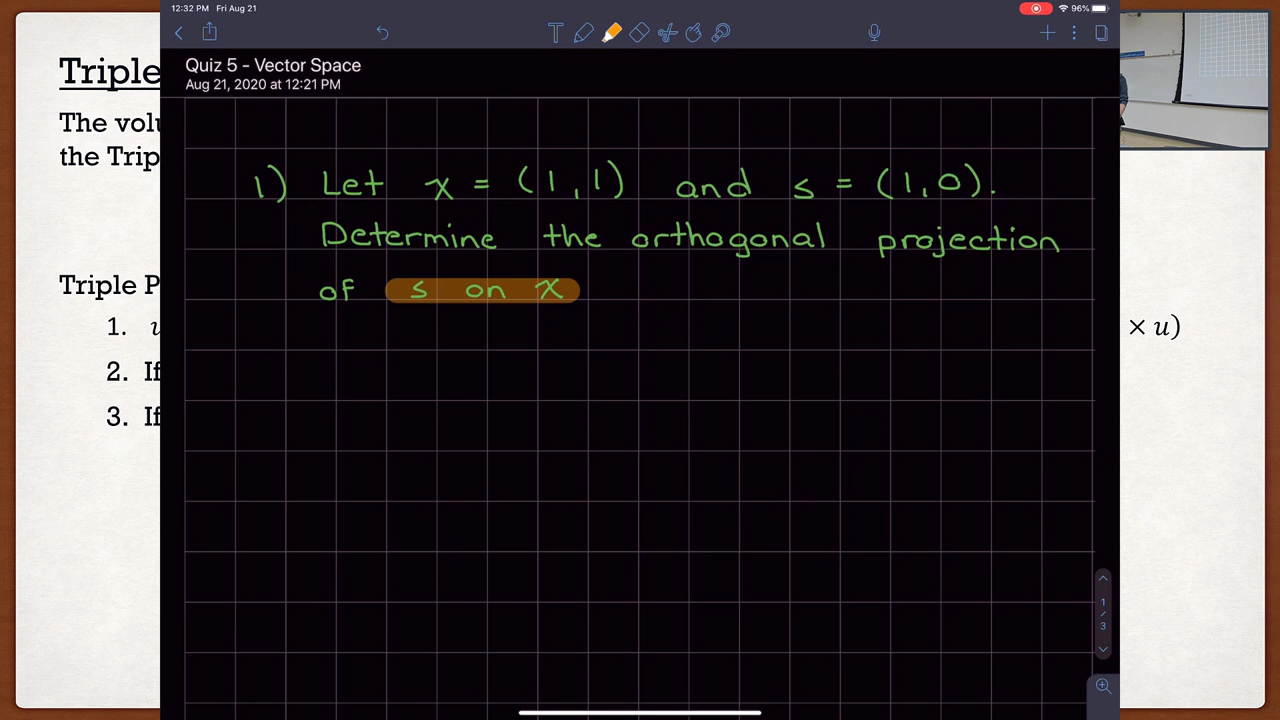 12:32 PM Fri Aug 21
96%
Quiz 5 - Vector Space
Aug 21, 2020 at 12:21 PM
1) Let x = (1,1) and s = (1,0).
Determine the orthogonal projection
of s on x
1
/
3
Triple
The
the Trip
Triple P
1. u
× u)
2. If
3. If